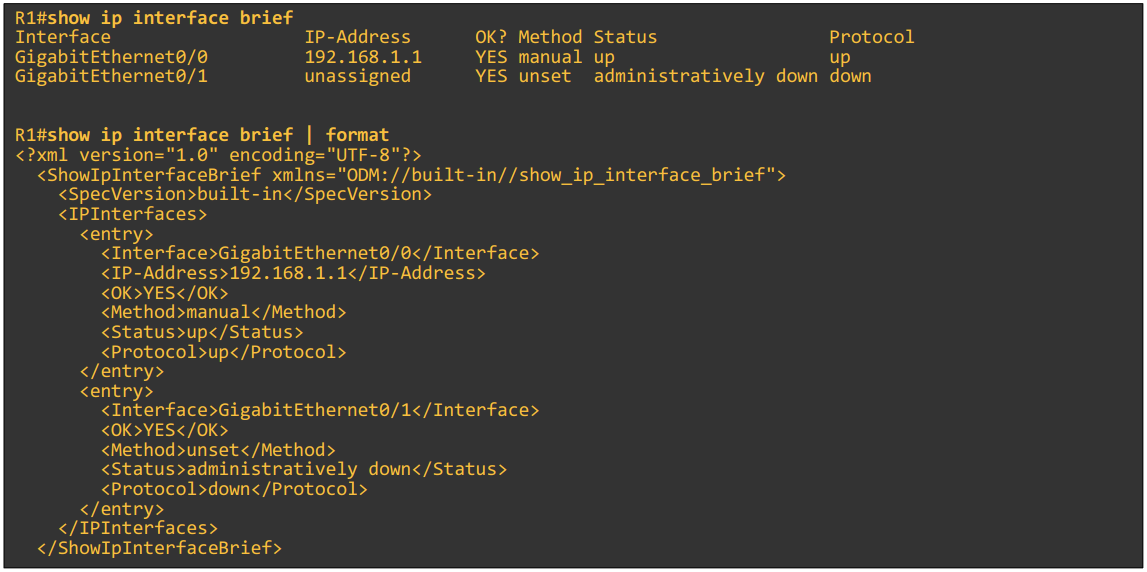 R1#show ip interface brief
Interface                  IP-Address      OK? Method Status                Protocol
GigabitEthernet0/0         192.168.1.1     YES manual up                    up
GigabitEthernet0/1         unassigned      YES unset  administratively down down
R1#show ip interface brief | format
<?xml version="1.0" encoding="UTF-8"?>
  <ShowIpInterfaceBrief xmlns="ODM://built-in//show_ip_interface_brief">
    <SpecVersion>built-in</SpecVersion>
    <IPInterfaces>
      <entry>
        <Interface>GigabitEthernet0/0</Interface>
        <IP-Address>192.168.1.1</IP-Address>
        <OK>YES</OK>
        <Method>manual</Method>
        <Status>up</Status>
        <Protocol>up</Protocol>
      </entry>
      <entry>
        <Interface>GigabitEthernet0/1</Interface>
        <OK>YES</OK>
        <Method>unset</Method>
        <Status>administratively down</Status>
        <Protocol>down</Protocol>
      </entry>
    </IPInterfaces>
  </ShowIpInterfaceBrief>